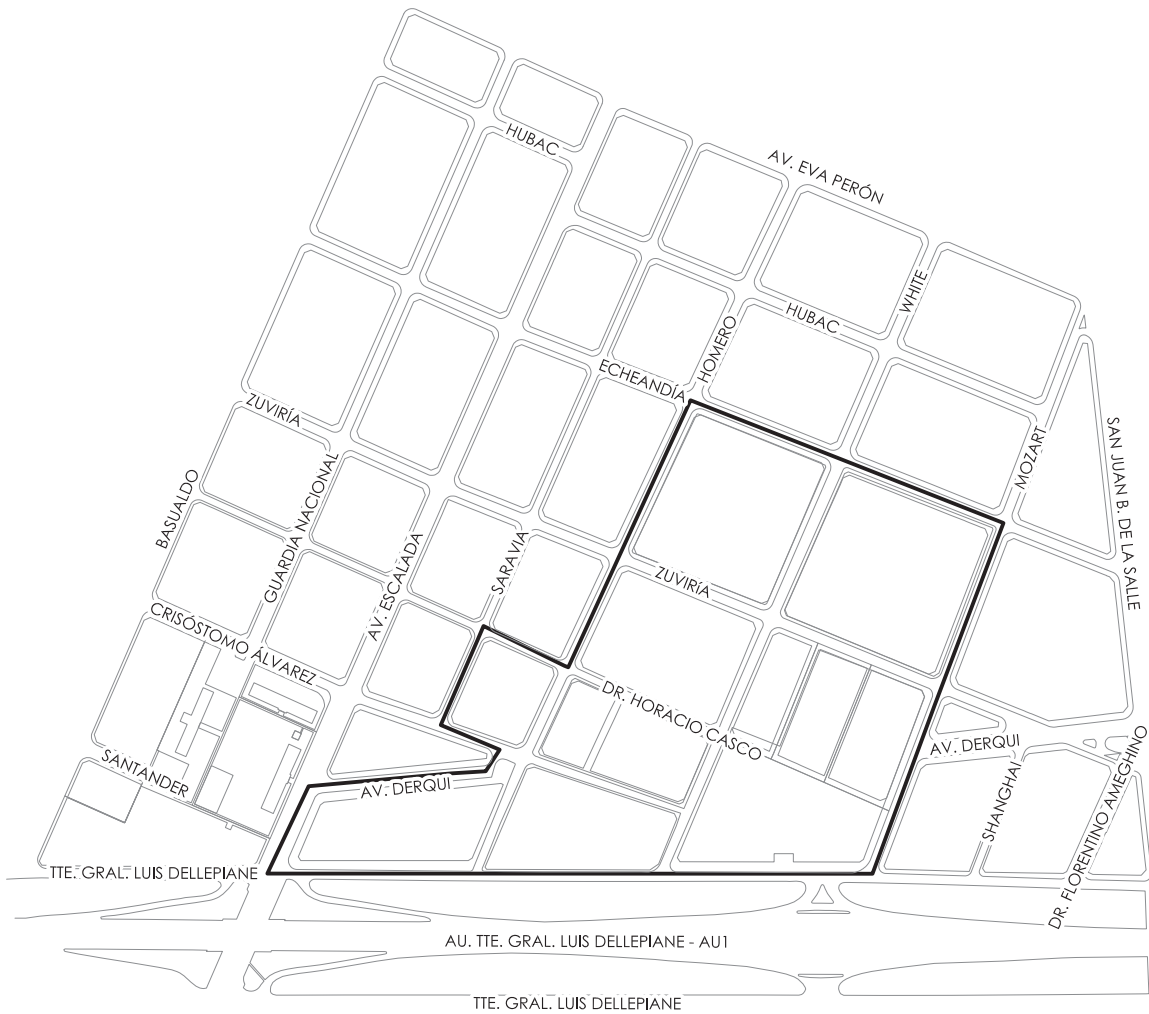 HUBAC
AV. EVA PERÓN
WHITE
HUBAC
HOMERO
ECHEANDÍA
ZUVIRÍA
MOZART
SAN JUAN B. DE LA SALLE
BASUALDO
GUARDIA NACIONAL
AV. ESCALADA
SARAVIA
ZUVIRÍA
CRISÓSTOMO ÁLVAREZ
DR. HORACIO CASCO
AV. DERQUI
SANTANDER
AV. DERQUI
SHANGHAI
DR. FLORENTINO AMEGHINO
TTE. GRAL. LUIS DELLEPIANE
AU. TTE. GRAL. LUIS DELLEPIANE - AU1
TTE. GRAL. LUIS DELLEPIANE